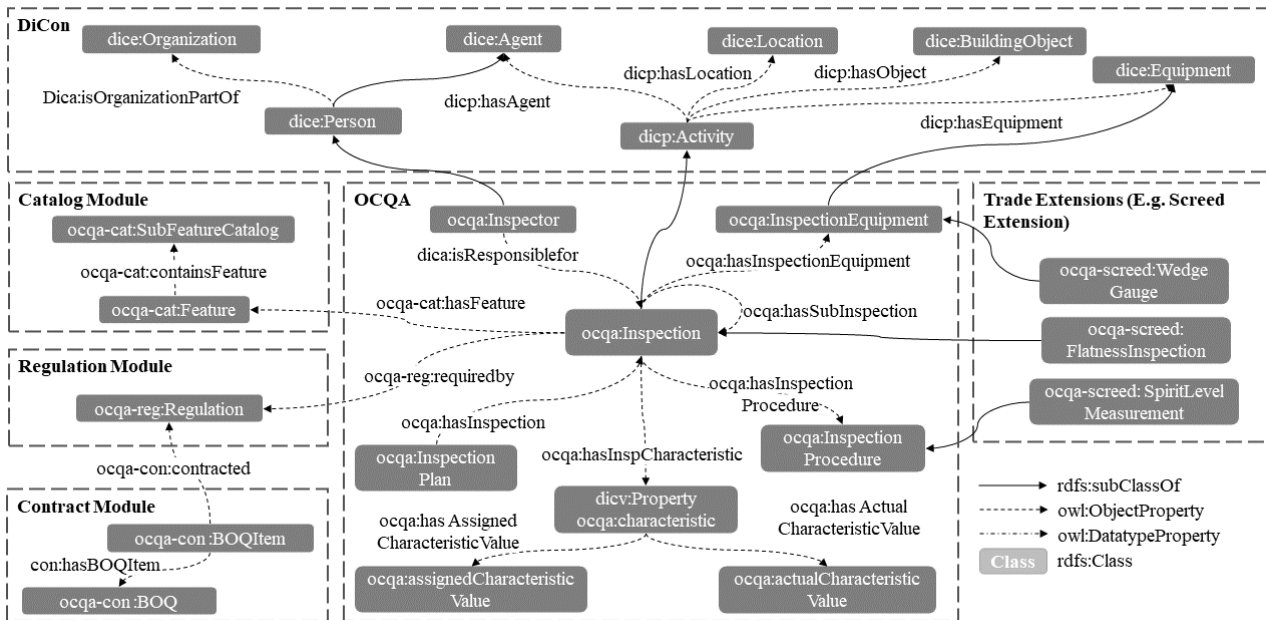 DiCon
dice:Organization
dice:Agent
dice:Location
dice:BuildingObject
dice:Equipment
dicp:hasLocation
dicp:hasObject
Dica:isOrganizationPartOf
dicp:hasAgent
dice:Person
dicp:Activity
dicp:hasEquipment
Catalog Module
ocqa-cat:SubFeatureCatalog
ocqa-cat:containsFeature
ocqa-cat:Feature
OCQA
ocqa:Inspector
ocqa:InspectionEquipment
dica:isResponsiblefor
ocqa:hasInspectionEquipment
ocqa-cat:hasFeature
ocqa:hasSubInspection
ocqa:Inspection
Trade Extensions (E.g. Screed
Extension)
ocqa-screed:Wedge
Gauge
ocqa-screed:
FlatnessInspection
ocqa-screed: SpiritLevel
Measurement
Regulation Module
ocqa-reg:Regulation
ocqa-reg:requiredby
ocqa:hasInspection
ocqa:hasInspection
Procedure
ocqa:Inspection
Plan
ocqa:hasInspCharacteristic
ocqa:Inspection
Procedure
ocqa-con:contracted
Contract Module
ocqa-con :BOQItem
con:hasBOQItem
ocqa-con :BOQ
dicv:Property
ocqa:characteristic
ocqa:has Assigned
CharacteristicValue
ocqa:has Actual
CharacteristicValue
ocqa:assignedCharacteristic
Value
ocqa:actualCharacteristic
Value
rdfs:subClassOf
owl:ObjectProperty
owl:DatatypeProperty
Class
rdfs:Class